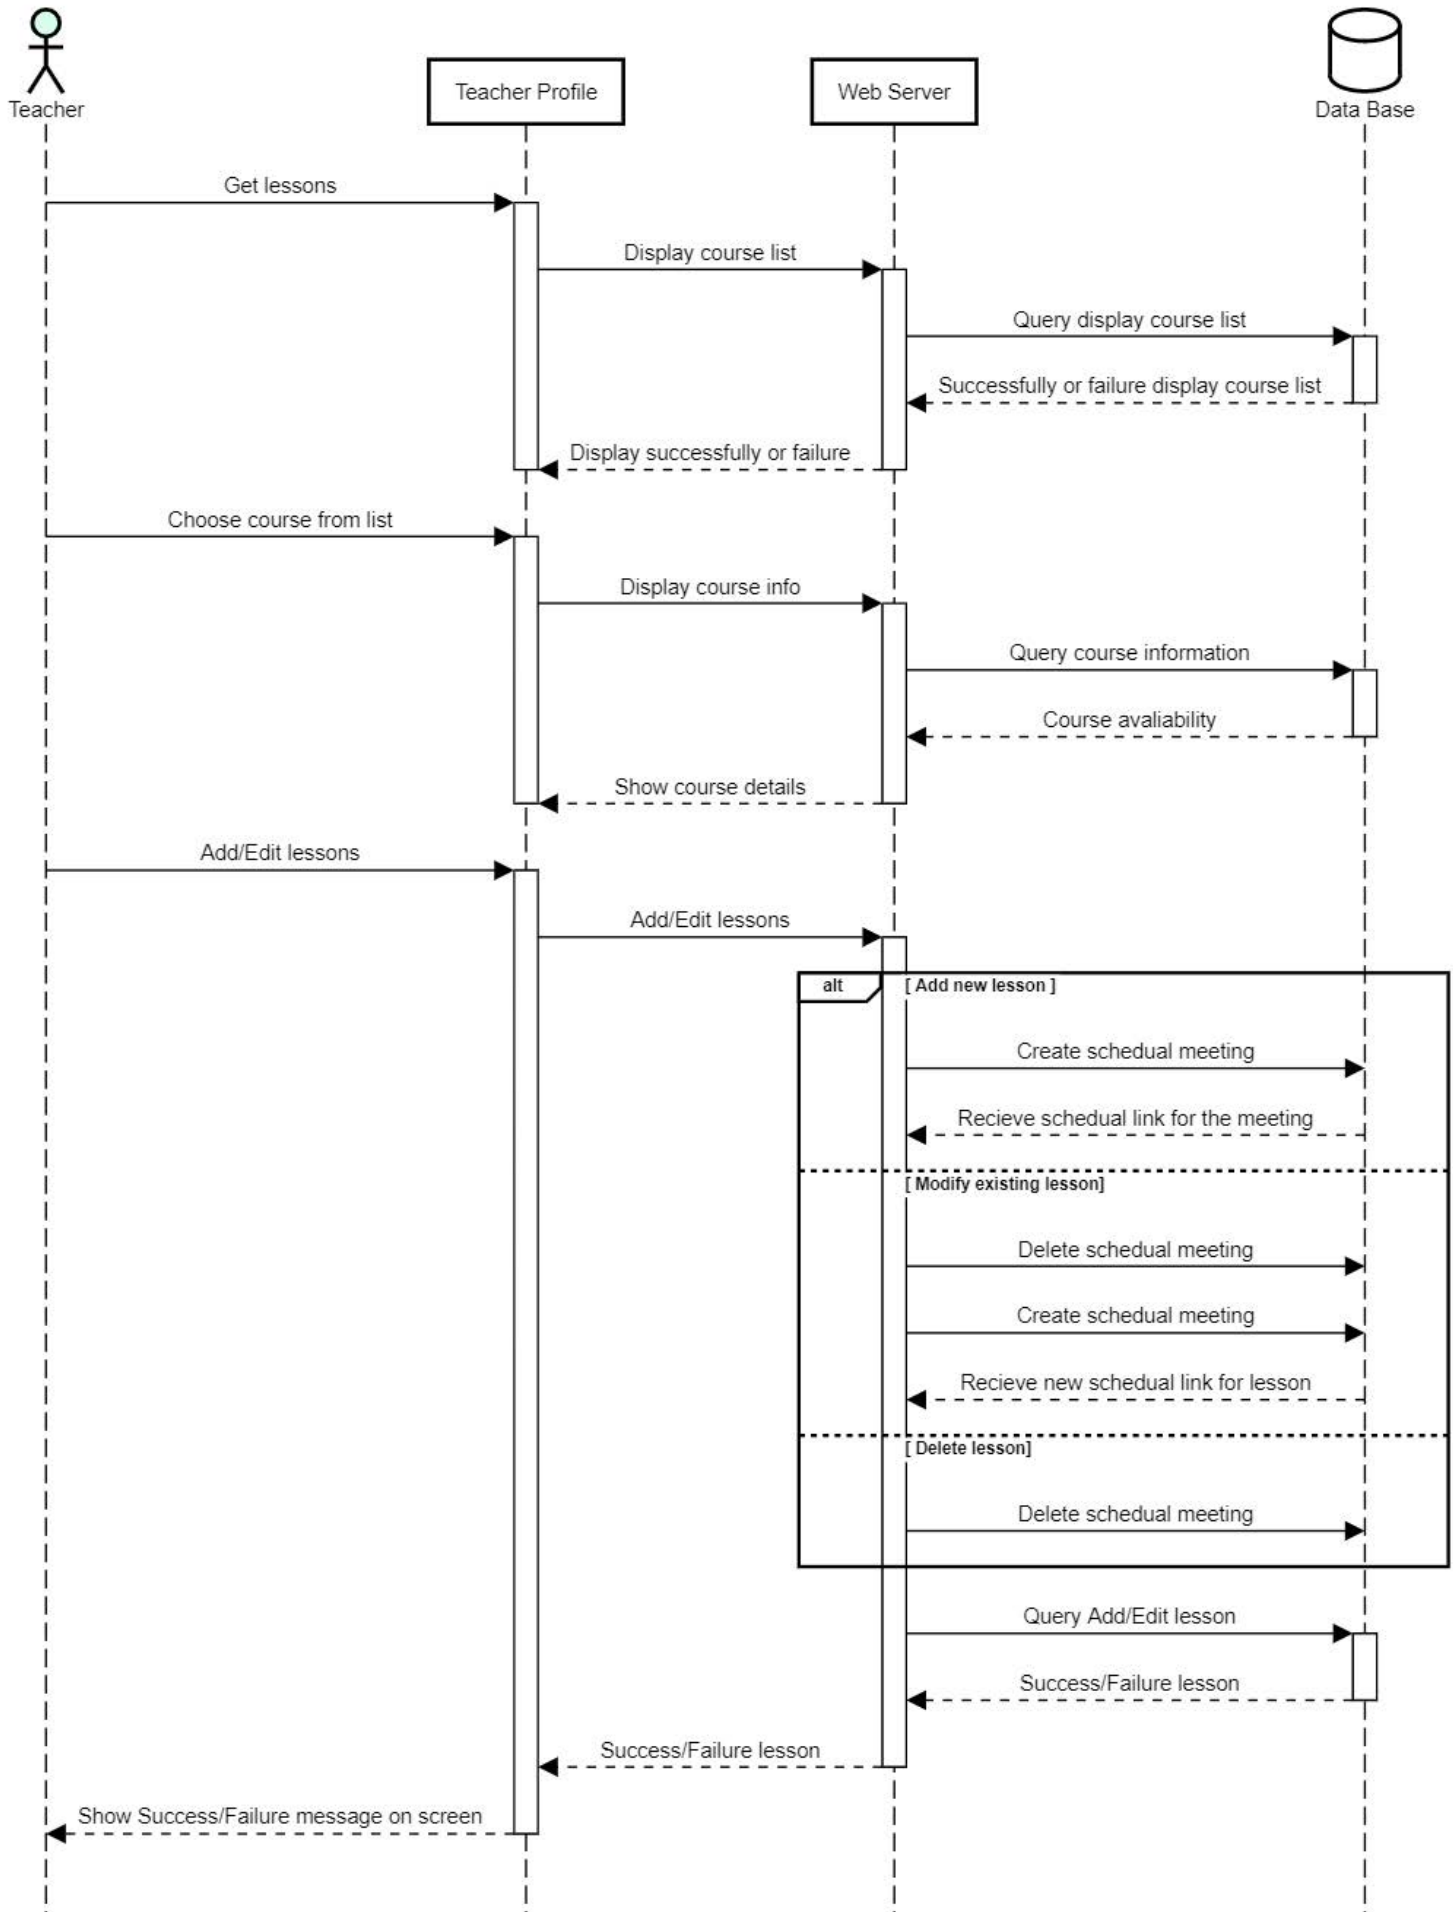 Teacher
Teacher Profile
Web Server
Data Base
Get lessons
Display course list
Query display course list
Successfully or failure display course list
Display successfully or failure
Choose course from list
Display course info
Query course information
Course avaliability
Show course details
Add/Edit lessons
Add/Edit lessons
alt
[ Add new lesson ]
Create schedual meeting
Recieve schedual link for the meeting
[ Modify existing lesson]
Delete schedual meeting
Create schedual meeting
Recieve new schedual link for lesson
[ Delete lesson]
Delete schedual meeting
Query Add/Edit lesson
Success/Failure lesson
Success/Failure lesson
Show Success/Failure message on screen